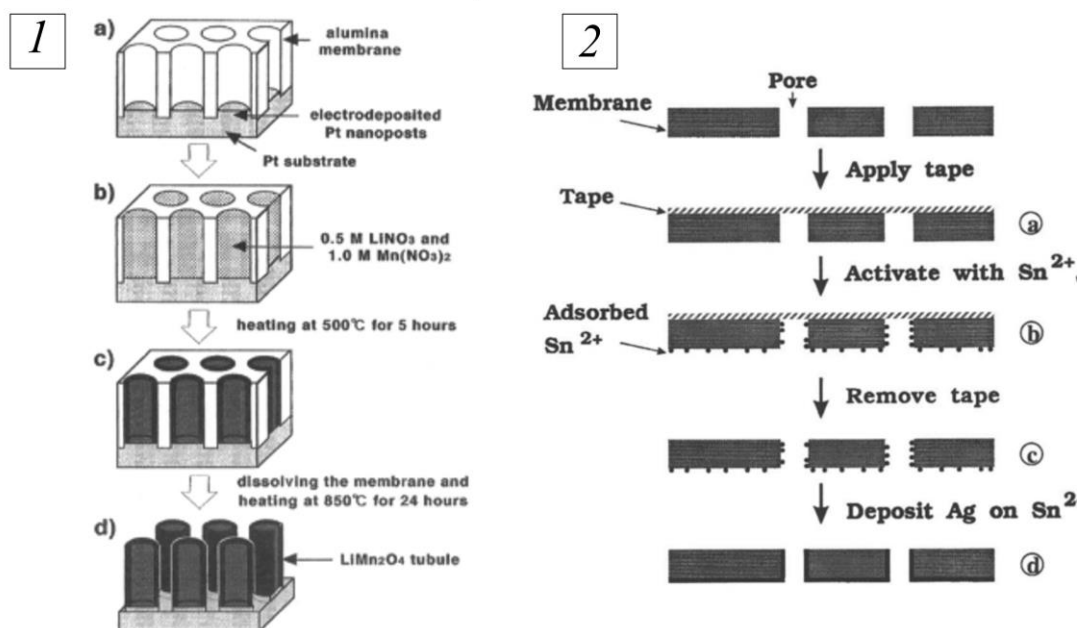 1
a)
alumina
membrane
electrodeposited
Pt nanoposts
Pt substrate
b)
0.5 M LiNO₃ and
1.0 M Mn(NO₃)₂
heating at 500℃ for 5 hours
c)
dissolving the membrane and
heating at 850℃ for 24 hours
d)
LiMn₂O₄ tubule
2
Pore
Membrane
Apply tape
Tape
ⓐ
Activate with Sn²⁺
Adsorbed
Sn²⁺
ⓑ
Remove tape
ⓒ
Deposit Ag on Sn²
ⓓ